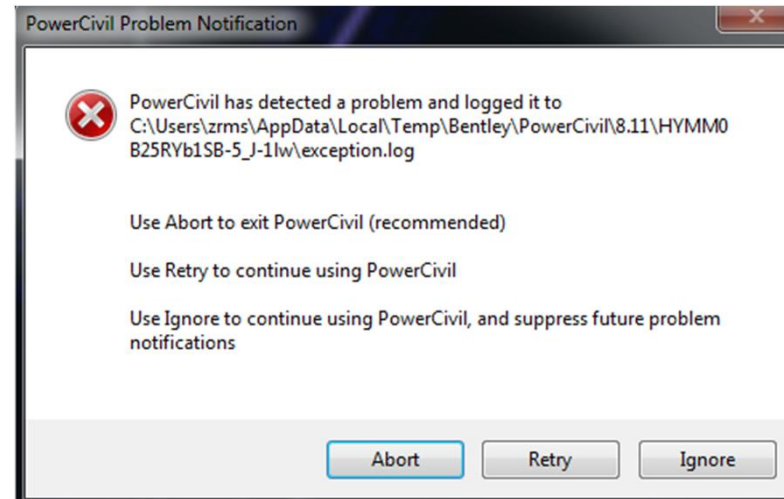 PowerCivil Problem Notification
PowerCivil has detected a problem and logged it to
C:\Users\zrms\AppData\Local\Temp\Bentley\PowerCivil\8.11\HYMM0
B25RYb1SB-5_J-1lw\exception.log
Use Abort to exit PowerCivil (recommended)
Use Retry to continue using PowerCivil
Use Ignore to continue using PowerCivil, and suppress future problem
notifications
Abort Retry Ignore